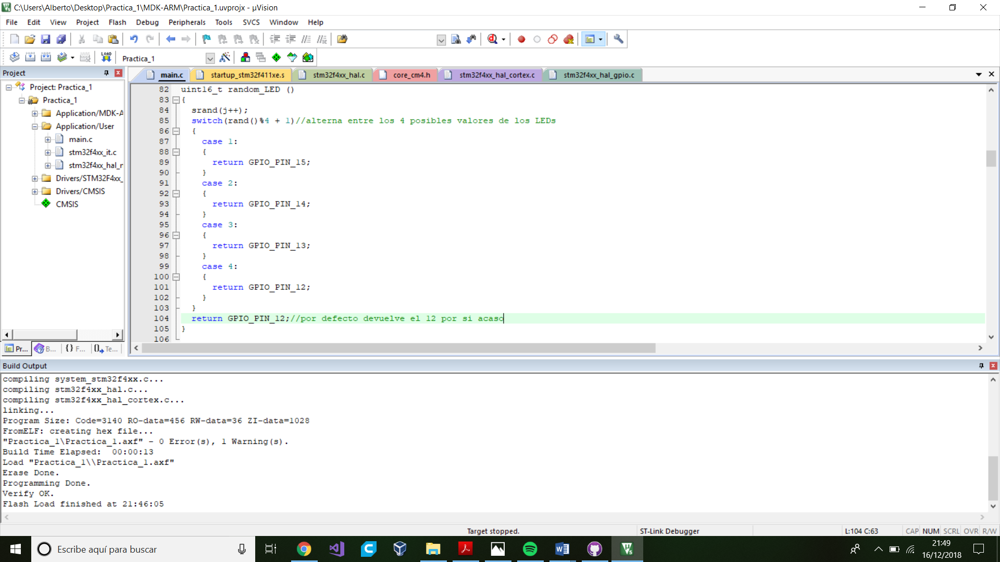 C:\Users\Alberto\Desktop\Practica_1\MDK-ARM\Practica_1.uvprojx - µVision
File Edit View Project Flash Debug Peripherals Tools SVCS Window Help
LOAD Practica_1
Project
Project: Practica_1
Practica_1
Application/MDK-A
Application/User
main.c
stm32f4xx_it.c
stm32f4xx_hal_r
Drivers/STM32F4xx_
Drivers/CMSIS
CMSIS
Pr... B... {} F... Te...
main.c startup_stm32f411xe.s stm32f4xx_hal.c core_cm4.h stm32f4xx_hal_cortex.c stm32f4xx_hal_gpio.c
82 uint16_t random_LED ()
83 {
84 srand(j++);
85 switch(rand()%4 + 1)//alterna entre los 4 posibles valores de los LEDs
86 {
87 case 1:
88 {
89 return GPIO_PIN_15;
90 }
91 case 2:
92 {
93 return GPIO_PIN_14;
94 }
95 case 3:
96 {
97 return GPIO_PIN_13;
98 }
99 case 4:
100 {
101 return GPIO_PIN_12;
102 }
103 }
104 return GPIO_PIN_12;//por defecto devuelve el 12 por si acaso
105 }
106
Build Output
compiling system_stm32f4xx.c...
compiling stm32f4xx_hal.c...
compiling stm32f4xx_hal_cortex.c...
linking...
Program Size: Code=3140 RO-data=456 RW-data=36 ZI-data=1028
FromELF: creating hex file...
"Practica_1\Practica_1.axf" - 0 Error(s), 1 Warning(s).
Build Time Elapsed:  00:00:13
Load "Practica_1\\Practica_1.axf"
Erase Done.
Programming Done.
Verify OK.
Flash Load finished at 21:46:05
Target stopped. ST-Link Debugger L:104 C:63 CAP NUM SCRL OVR R/W
Escribe aquí para buscar
21:49
16/12/2018